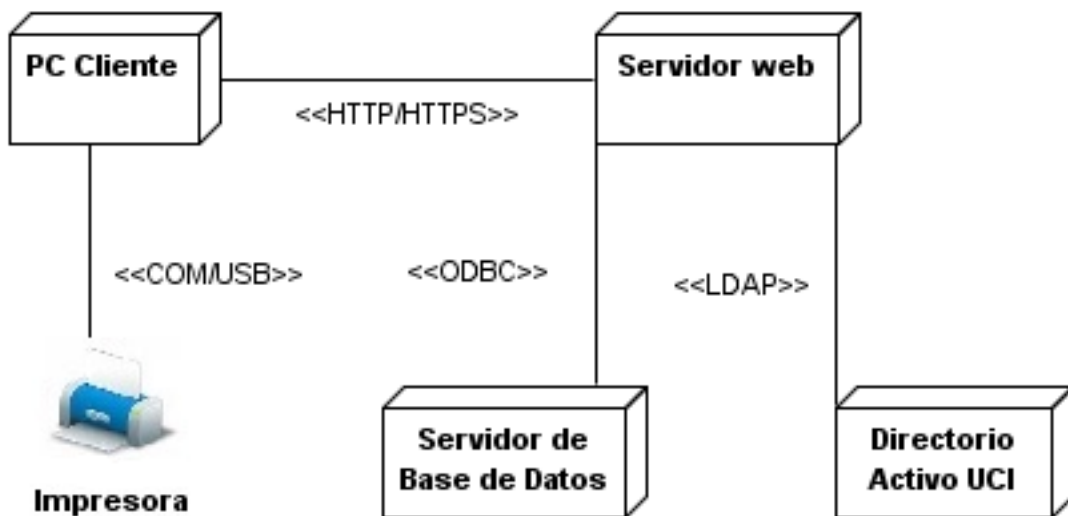 PC Cliente
Servidor web
<<HTTP/HTTPS>>
<<COM/USB>>
<<ODBC>>
<<LDAP>>
Impresora
Servidor de
Base de Datos
Directorio
Activo UCI